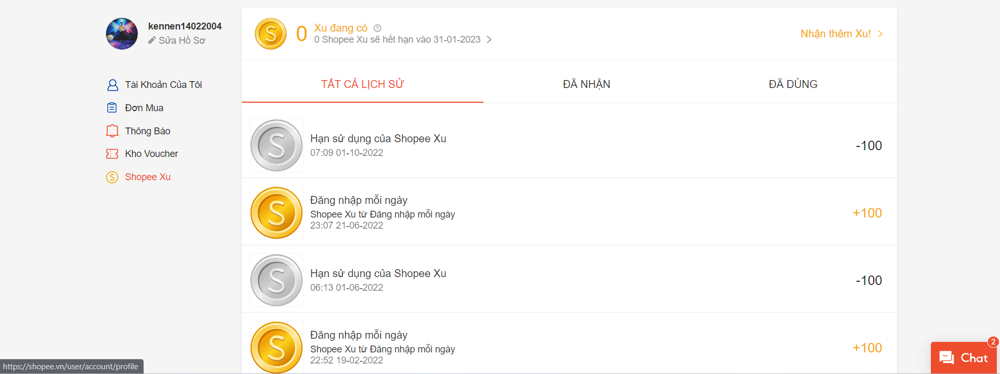 kennen14022004
Sửa Hồ Sơ
Tài Khoản Của Tôi
Đơn Mua
Thông Báo
Kho Voucher
Shopee Xu
0
Xu đang có ?
0 Shopee Xu sẽ hết hạn vào 31-01-2023 >
Nhận thêm Xu! >
TẤT CẢ LỊCH SỬ
ĐÃ NHẬN
ĐÃ DÙNG
Hạn sử dụng của Shopee Xu
07:09 01-10-2022
-100
Đăng nhập mỗi ngày
Shopee Xu từ Đăng nhập mỗi ngày
23:07 21-06-2022
+100
Hạn sử dụng của Shopee Xu
06:13 01-06-2022
-100
Đăng nhập mỗi ngày
Shopee Xu từ Đăng nhập mỗi ngày
22:52 19-02-2022
+100
2
Chat
https://shopee.vn/user/account/profile